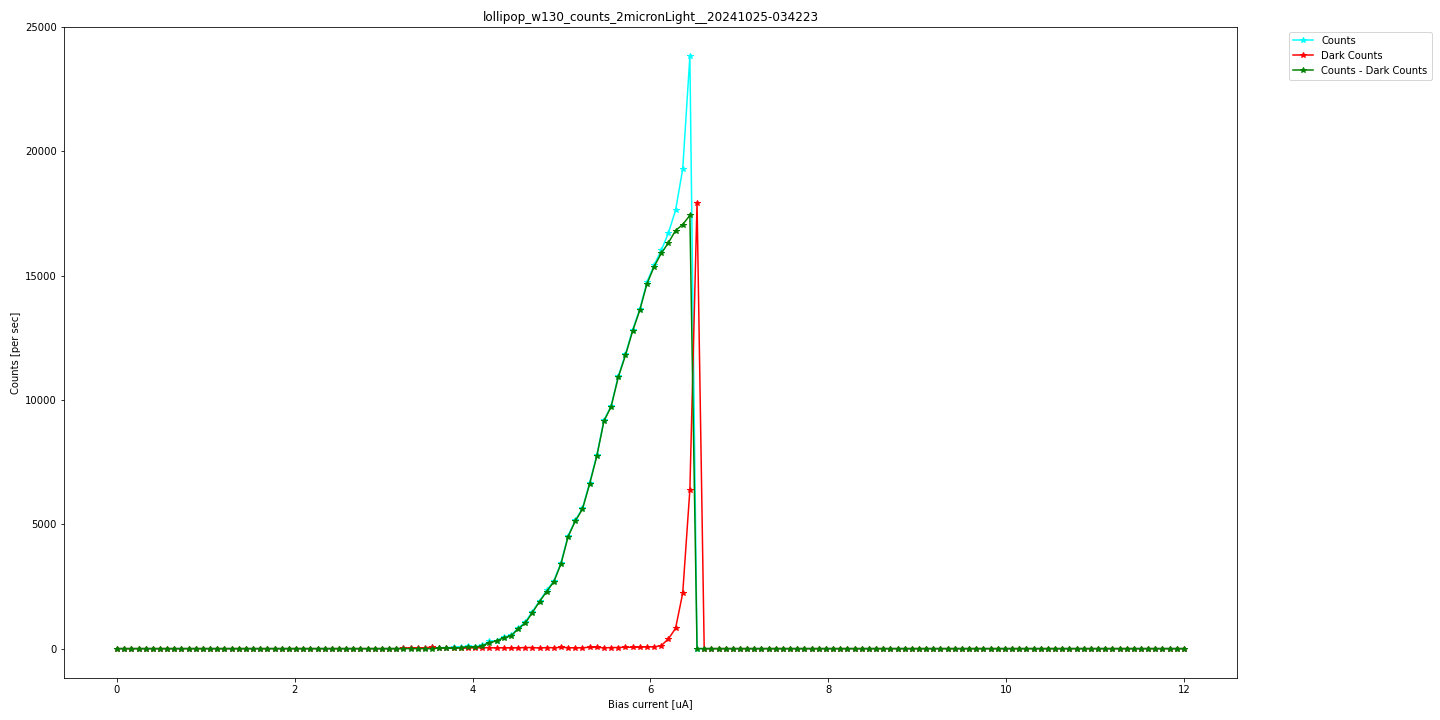 lollipop_w130_counts_2micronLight__20241025-034223
Counts
Dark Counts
Counts - Dark Counts
Counts [per sec]
25000
20000
15000
10000
5000
0
0 2 4 6 8 10 12
Bias current [uA]